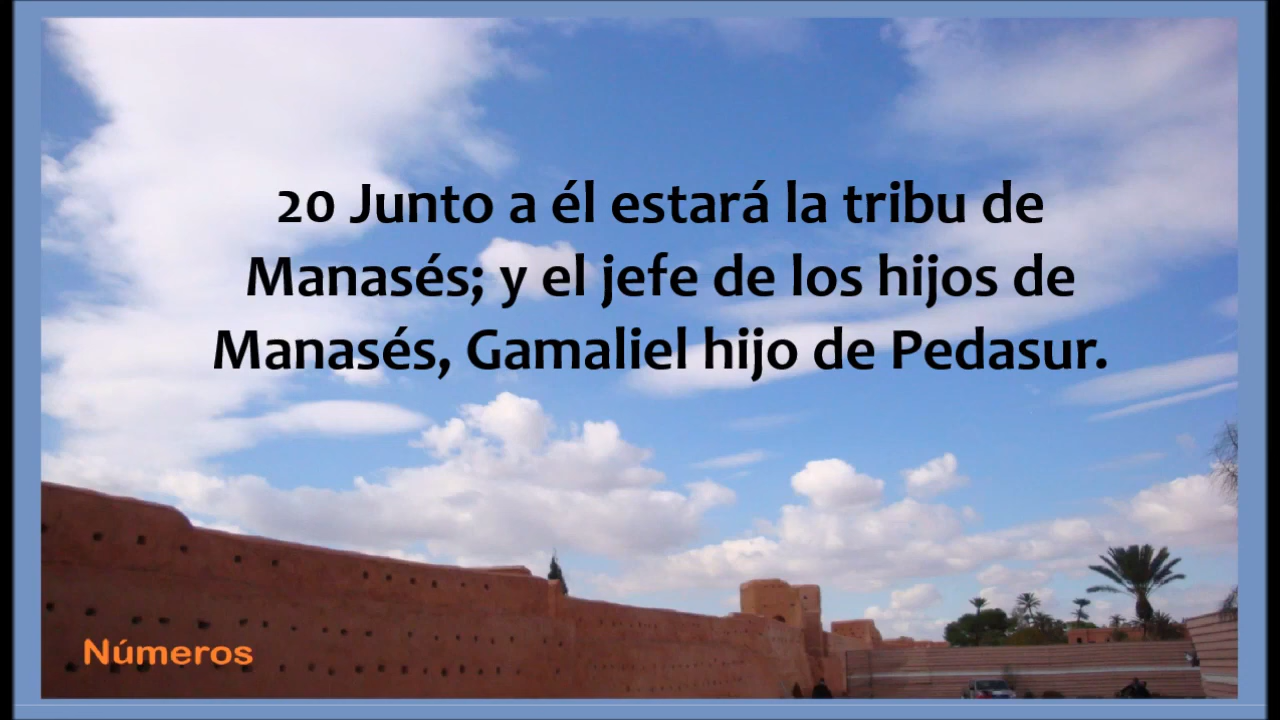 20 Junto a él estará la tribu de
Manasés; y el jefe de los hijos de
Manasés, Gamaliel hijo de Pedasur.
Números